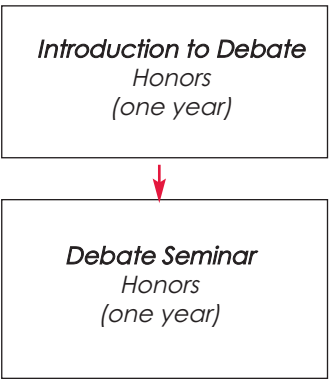 Introduction to Debate
Honors
(one year)
Debate Seminar
Honors
(one year)